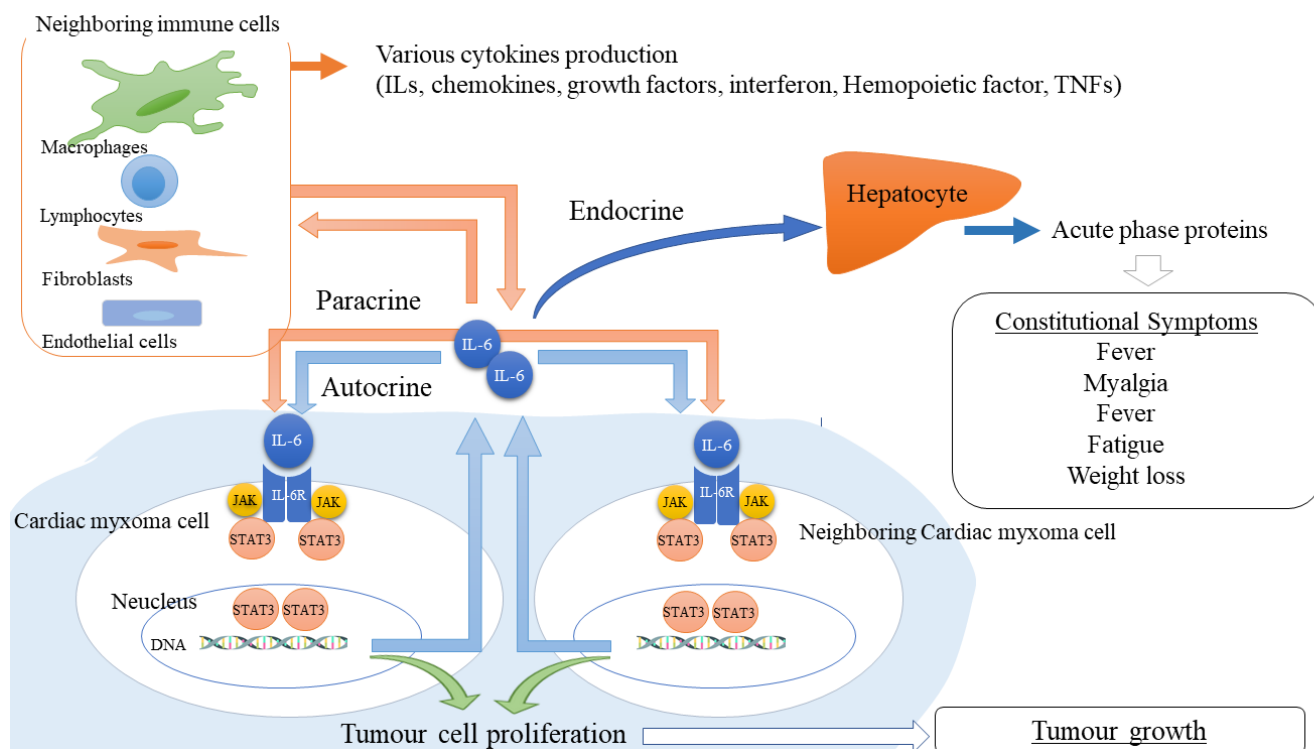 Neighboring immune cells
Macrophages
Lymphocytes
Fibroblasts
Endothelial cells
Various cytokines production
(ILs, chemokines, growth factors, interferon, Hemopoietic factor, TNFs)
Endocrine
Hepatocyte
Acute phase proteins
Constitutional Symptoms
Fever
Myalgia
Fever
Fatigue
Weight loss
Paracrine
IL-6
IL-6
Autocrine
IL-6
IL-6R
JAK
JAK
STAT3
STAT3
Cardiac myxoma cell
Neucleus
STAT3
STAT3
DNA
IL-6
IL-6R
JAK
JAK
STAT3
STAT3
Neighboring Cardiac myxoma cell
STAT3
STAT3
Tumour cell proliferation
Tumour growth